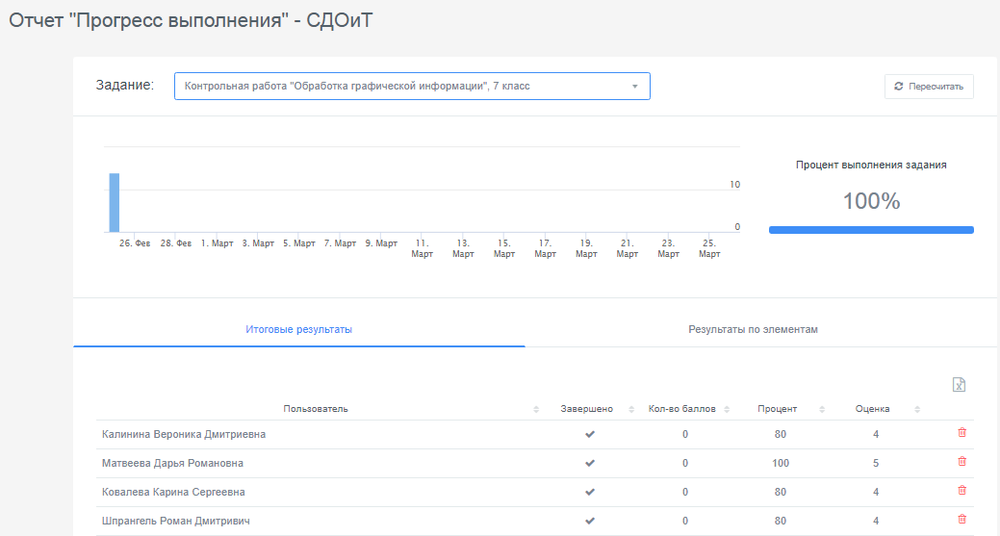 Отчет "Прогресс выполнения" - СДОиТ
Задание:
Контрольная работа "Обработка графической информации", 7 класс
Пересчитать
10
0
26. Фев 28. Фев 1. Март 3. Март 5. Март 7. Март 9. Март 11. Март 13. Март 15. Март 17. Март 19. Март 21. Март 23. Март 25. Март
Процент выполнения задания
100%
Итоговые результаты
Результаты по элементам
Пользователь Завершено Кол-во баллов Процент Оценка
Калинина Вероника Дмитриевна 0 80 4
Матвеева Дарья Романовна 0 100 5
Ковалева Карина Сергеевна 0 80 4
Шпрангель Роман Дмитривич 0 80 4